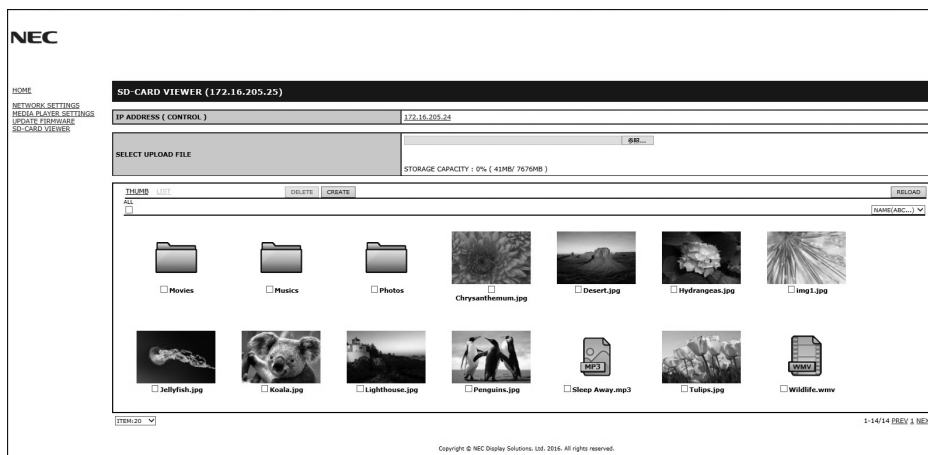 NEC
HOME
NETWORK SETTINGS
MEDIA PLAYER SETTINGS
UPDATE FIRMWARE
SD-CARD VIEWER
SD-CARD VIEWER (172.16.205.25)
IP ADDRESS ( CONTROL )
172.16.205.24
SELECT UPLOAD FILE
参照...
STORAGE CAPACITY : 0% ( 41MB/ 7676MB )
THUMB LIST DELETE CREATE RELOAD
ALL
NAME(ABC...)
Movies Musics Photos Chrysanthemum.jpg Desert.jpg Hydrangeas.jpg img1.jpg
MP3 WMV
Jellyfish.jpg Koala.jpg Lighthouse.jpg Penguins.jpg Sleep Away.mp3 Tulips.jpg Wildlife.wmv
ITEM:20
1-14/14 PREV 1 NEX
Copyright © NEC Display Solutions, Ltd. 2016. All rights reserved.